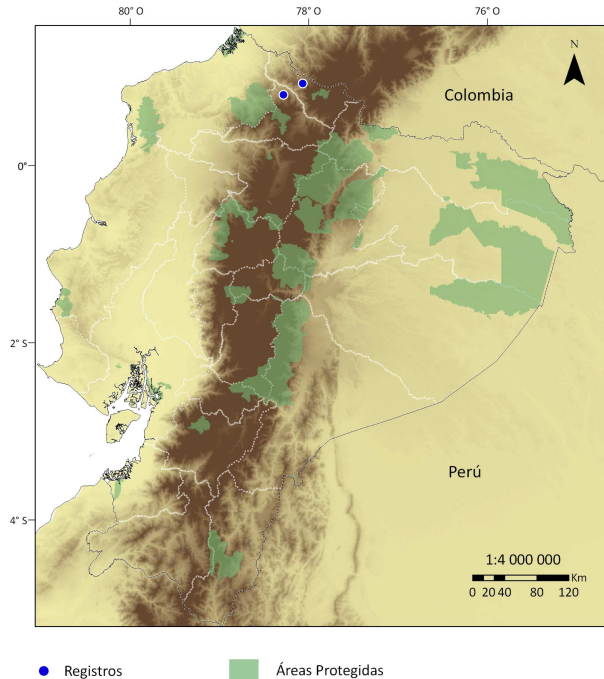 80° 78° O 76° O
N
Colombia
0°
2° S
Perú
4° S
1:4 000 000
Km
0 20 40 80 120
Registros Áreas Protegidas